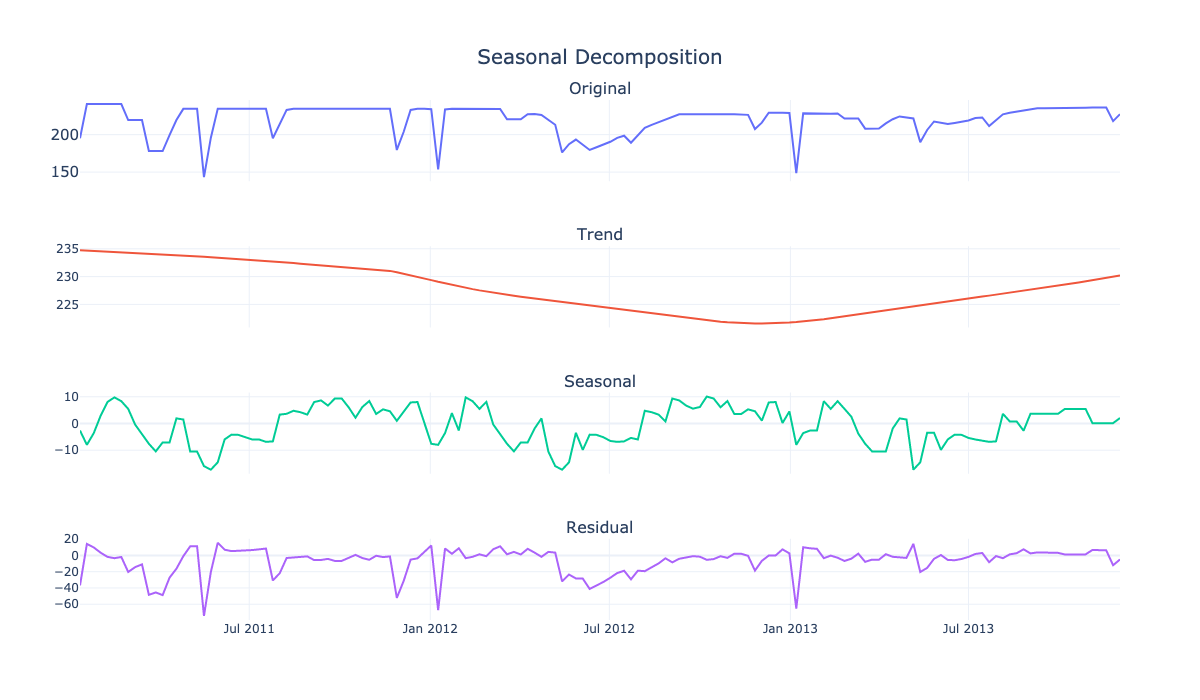 Seasonal Decomposition
Original
200
150
Trend
235
230
225
Seasonal
10
0
−10
Residual
20
0
−20
−40
−60
Jul 2011 Jan 2012 Jul 2012 Jan 2013 Jul 2013